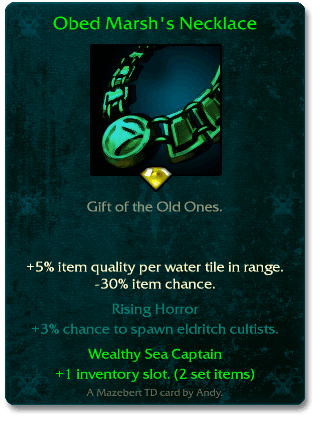 Obed Marsh's Necklace
Gift of the Old Ones.
+5% item quality per water tile in range.
-30% item chance.
Rising Horror
+3% chance to spawn eldritch cultists.
Wealthy Sea Captain
+1 inventory slot. (2 set items)
A Mazebert TD card by Andy.